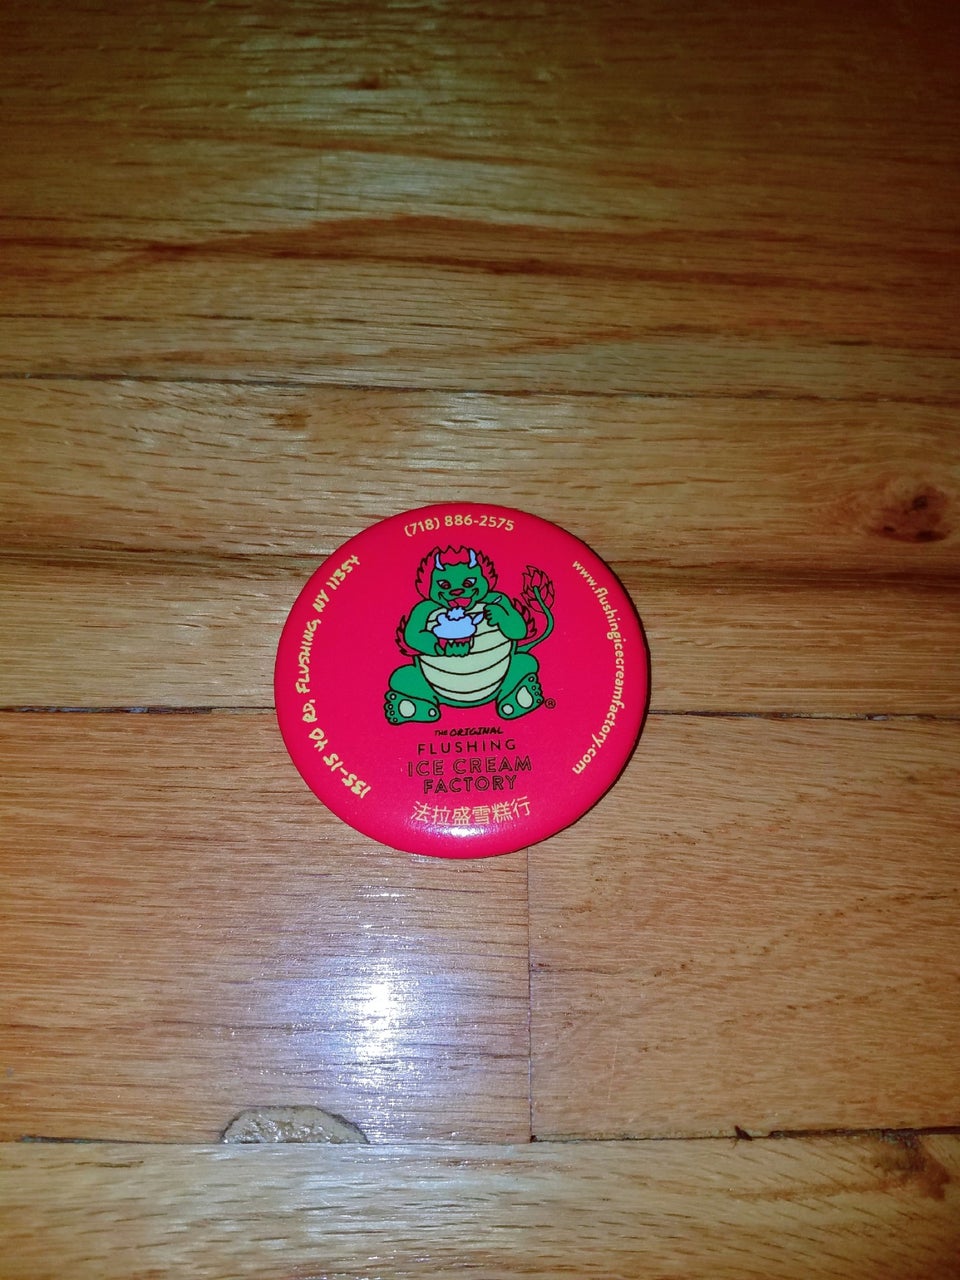 (718) 886-2575
135-15 40 RD. FLUSHING, NY 11354
www.flushingicecreamfactory.com
®
THE ORIGINAL
FLUSHING
ICE CREAM
FACTORY
法拉盛雪糕行